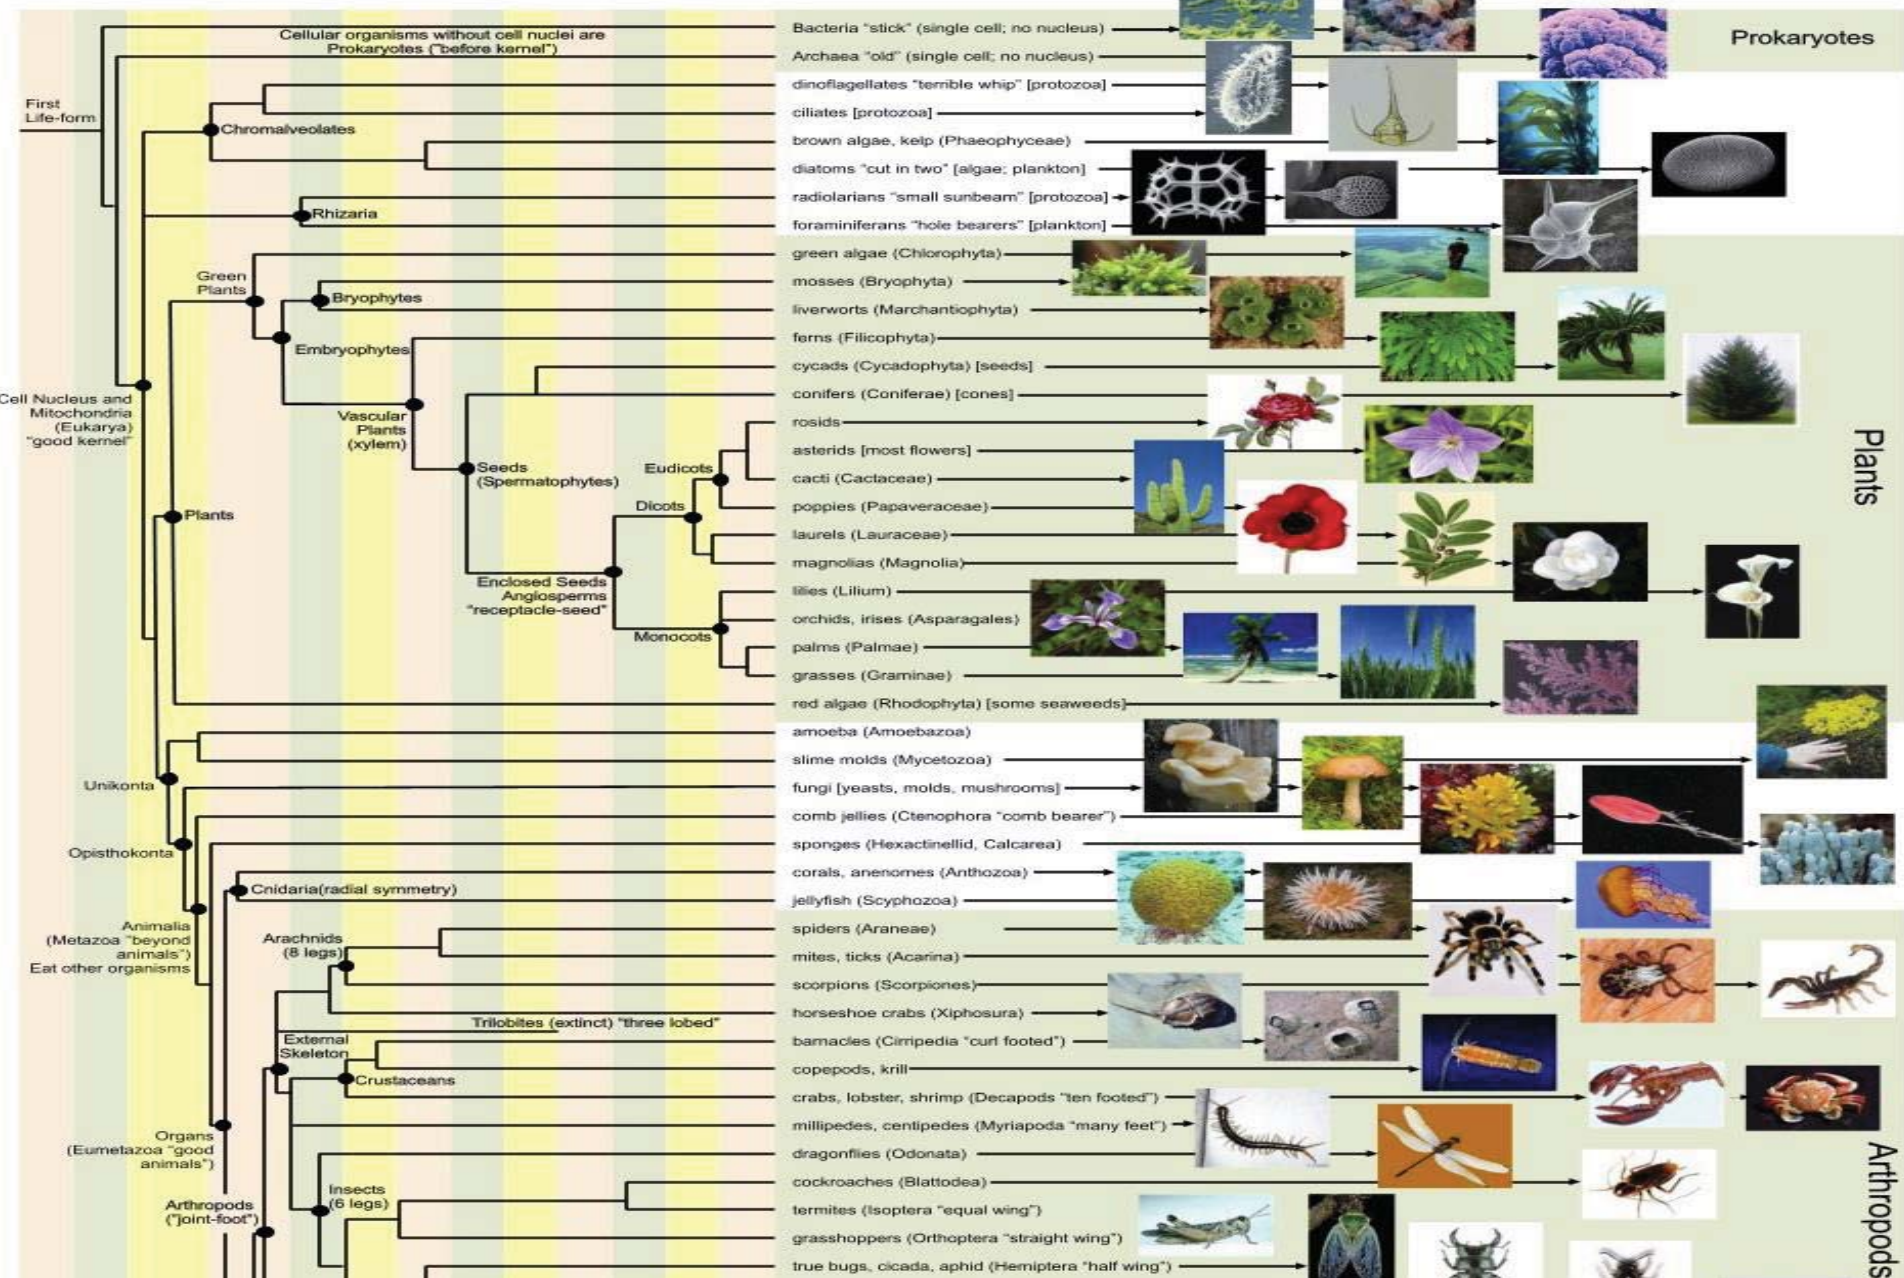 Bacteria “stick” (single cell; no nucleus)
Cellular organisms without cell nuclei are
Prokaryotes (“before kernel”)
Prokaryotes
Archaea “old” (single cell; no nucleus)
dinoflagellates “terrible whip” [protozoa]
First
Life-form
ciliates [protozoa]
Chromalveolates
brown algae, kelp (Phaeophyceae)
diatoms “cut in two” [algae; plankton]
radiolarians “small sunbeam” [protozoa]
Rhizaria
foraminiferans “hole bearers” [plankton]
green algae (Chlorophyta)
Green
Plants
mosses (Bryophyta)
Bryophytes
liverworts (Marchantiophyta)
ferns (Filicophyta)
Embryophytes
cycads (Cycadophyta) [seeds]
conifers (Coniferae) [cones]
Cell Nucleus and
Mitochondria
(Eukarya)
“good kernel”
Vascular
Plants
(xylem)
rosids
asterids [most flowers]
Plants
Seeds
(Spermatophytes)
Eudicots
cacti (Cactaceae)
Dicots
poppies (Papaveraceae)
Plants
laurels (Lauraceae)
magnolias (Magnolia)
Enclosed Seeds
Angiosperms
“receptacle-seed”
lilies (Lilium)
orchids, irises (Asparagales)
Monocots
palms (Palmae)
grasses (Graminae)
red algae (Rhodophyta) [some seaweeds]
amoeba (Amoebazoa)
slime molds (Mycetozoa)
Unikonta
fungi [yeasts, molds, mushrooms]
comb jellies (Ctenophora “comb bearer”)
Opisthokonta
sponges (Hexactinellid, Calcarea)
corals, anenomes (Anthozoa)
Cnidaria(radial symmetry)
jellyfish (Scyphozoa)
Animalia
(Metazoa “beyond
animals”)
Eat other organisms
spiders (Araneae)
Arachnids
(8 legs)
mites, ticks (Acarina)
scorpions (Scorpiones)
horseshoe crabs (Xiphosura)
Trilobites (extinct) “three lobed”
External
Skeleton
barnacles (Cirripedia “curl footed”)
copepods, krill
Crustaceans
crabs, lobster, shrimp (Decapods “ten footed”)
millipedes, centipedes (Myriapoda “many feet”)
Organs
(Eumetazoa “good
animals”)
dragonflies (Odonata)
Arthropods
cockroaches (Blattodea)
Insects
(6 legs)
Arthropods
(“joint-foot”)
termites (Isoptera “equal wing”)
grasshoppers (Orthoptera “straight wing”)
true bugs, cicada, aphid (Hemiptera “half wing”)